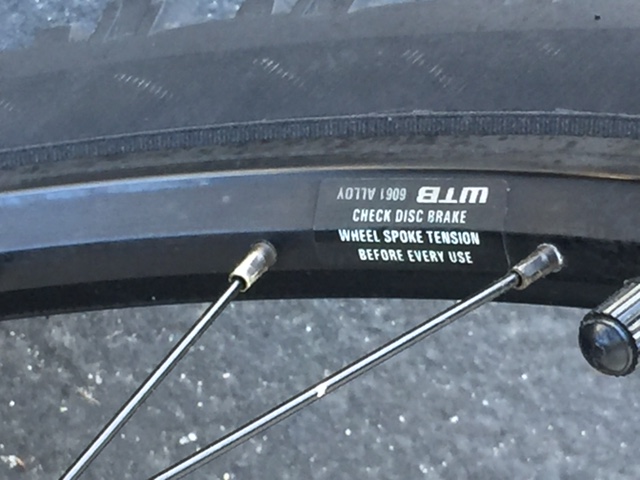 WTB 6061 ALLOY
CHECK DISC BRAKE
WHEEL SPOKE TENSION
BEFORE EVERY USE